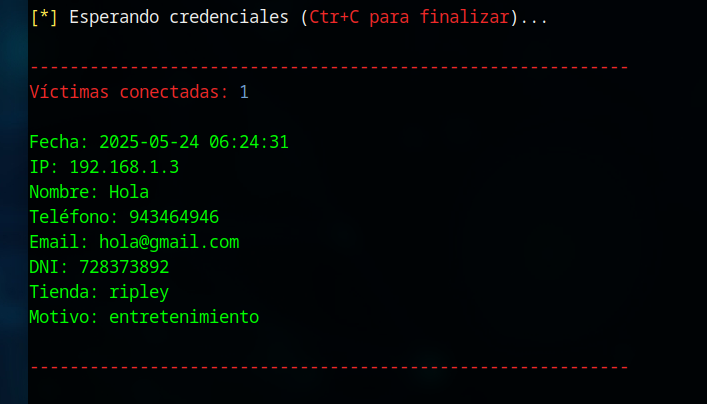 [*] Esperando credenciales (Ctr+C para finalizar)...
------------------------------------------------------------
Víctimas conectadas: 1
Fecha: 2025-05-24 06:24:31
IP: 192.168.1.3
Nombre: Hola
Teléfono: 943464946
Email: hola@gmail.com
DNI: 728373892
Tienda: ripley
Motivo: entretenimiento
------------------------------------------------------------